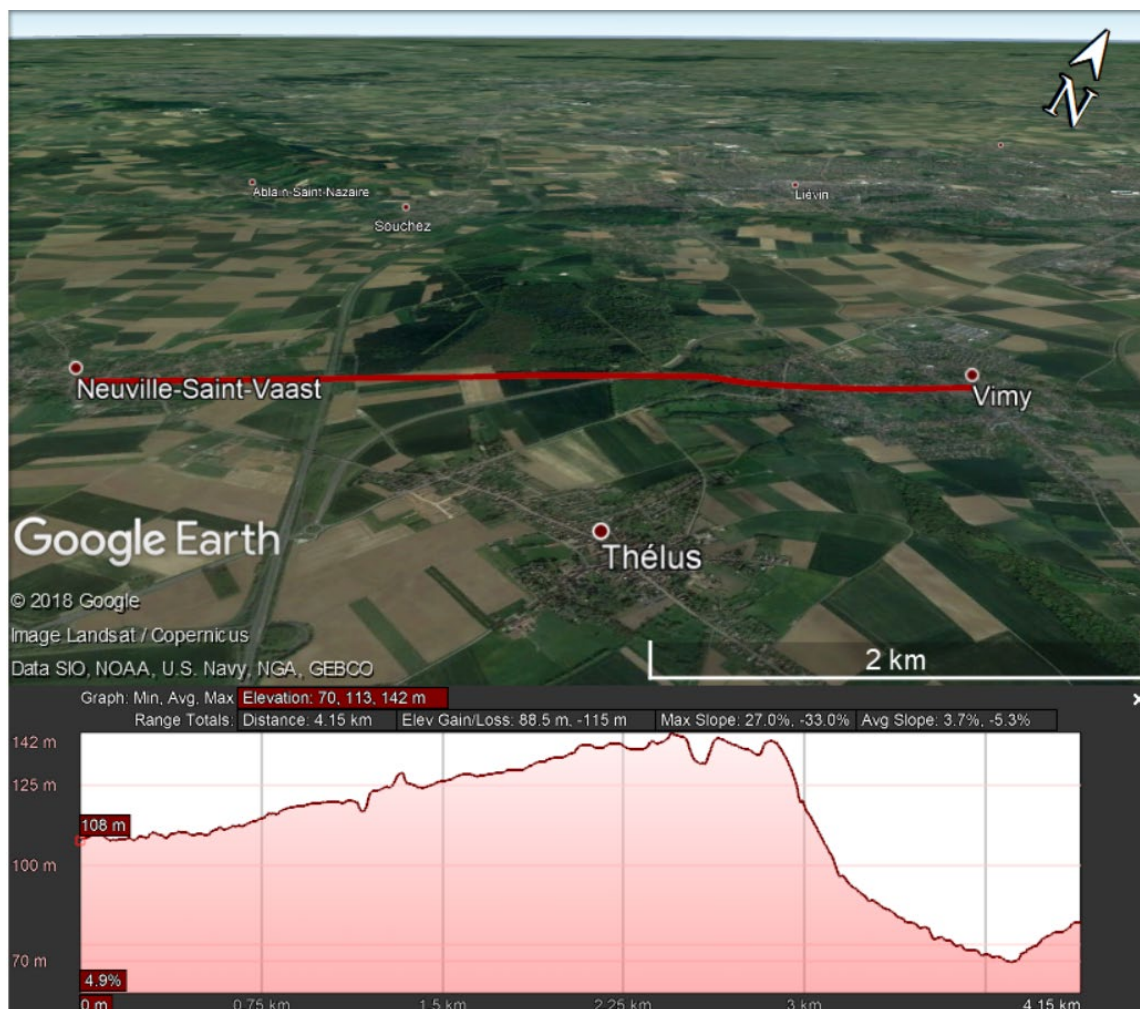 N
Ablain-Saint-Nazaire
Liévin
Souchez
Neuville-Saint-Vaast
Vimy
Thélus
Google Earth
© 2018 Google
Image Landsat / Copernicus
Data SIO, NOAA, U.S. Navy, NGA, GEBCO
2 km
Graph: Min, Avg, Max Elevation: 70, 113, 142 m
Range Totals: Distance: 4.15 km Elev Gain/Loss: 88.5 m, -115 m Max Slope: 27.0%, -33.0% Avg Slope: 3.7%, -5.3%
142 m
125 m
108 m
100 m
70 m
4.9%
0 m 0.75 km 1.5 km 2.25 km 3 km 4.15 km